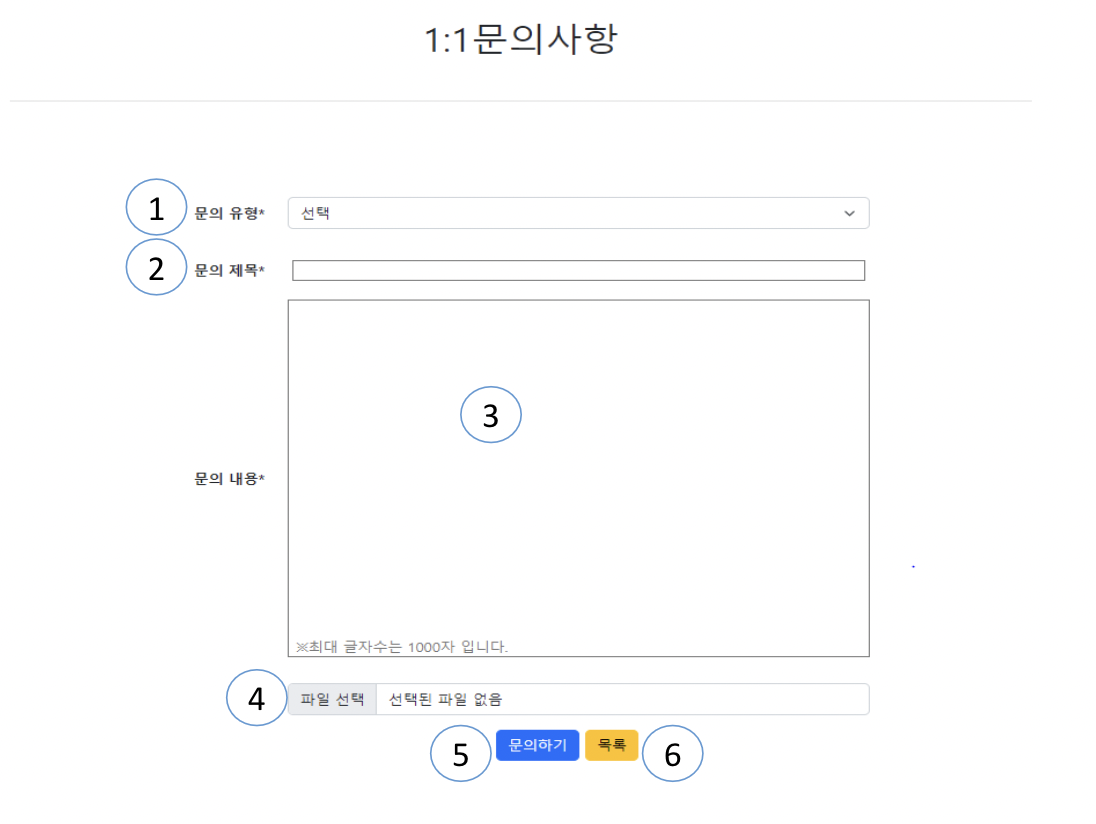 1:1문의사항
1 문의 유형* 선택
2 문의 제목*
3
문의 내용*
※최대 글자수는 1000자 입니다.
4 파일 선택 선택된 파일 없음
5 문의하기 목록 6